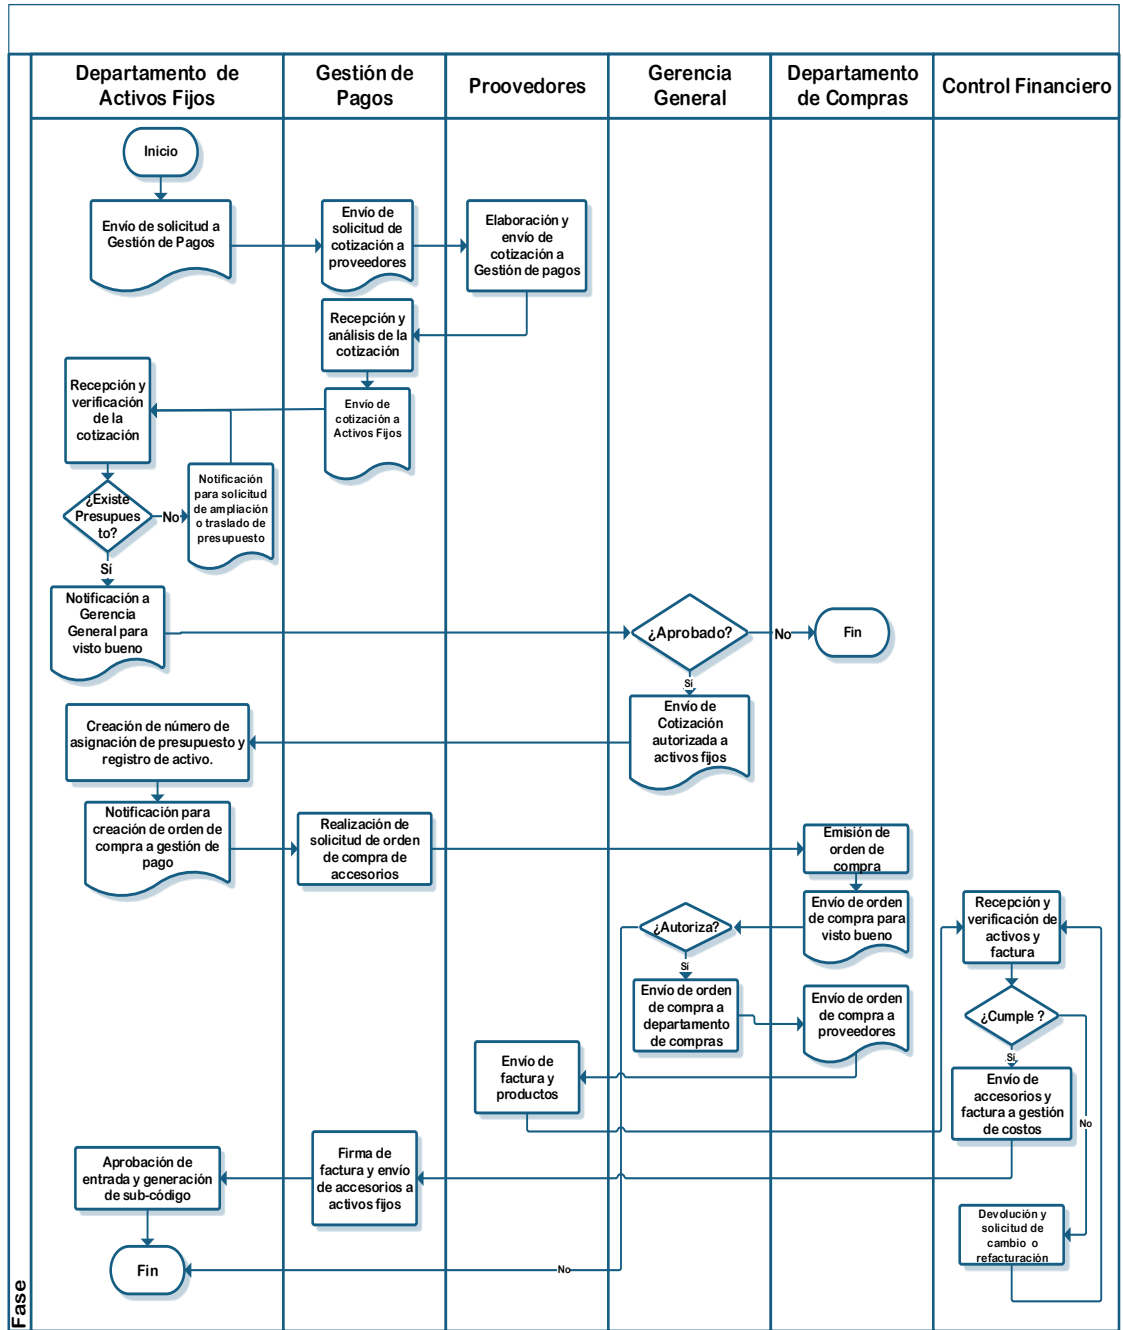 Departamento de
Activos Fijos
Gestión de
Pagos
Proovedores
Gerencia
General
Departamento
de Compras
Control Financiero
Inicio
Envío de solicitud a
Gestión de Pagos
Envío de
solicitud de
cotización a
proveedores
Elaboración y
envío de
cotización a
Gestión de pagos
Recepción y
análisis de la
cotización
Envío de
cotización a
Activos Fijos
Recepción y
verificación
de la
cotización
¿Existe
Presupues
to?
No
Notificación
para solicitud
de ampliación
o traslado de
presupuesto
Sí
Notificación a
Gerencia
General para
visto bueno
¿Aprobado?
No
Fin
Sí
Envío de
Cotización
autorizada a
activos fijos
Creación de número de
asignación de presupuesto y
registro de activo.
Notificación para
creación de orden de
compra a gestión de
pago
Realización de
solicitud de orden
de compra de
accesorios
Emisión de
orden de
compra
Envío de orden
de compra para
visto bueno
¿Autoriza?
Sí
Envío de orden
de compra a
departamento
de compras
Envío de orden
de compra a
proveedores
Recepción y
verificación de
activos y
factura
¿Cumple ?
Sí
Envío de
accesorios y
factura a gestión
de costos
No
Envío de
factura y
productos
Firma de
factura y envío
de accesorios a
activos fijos
Aprobación de
entrada y generación
de sub-código
Devolución y
solicitud de
cambio o
refacturación
Fin
No
Fase